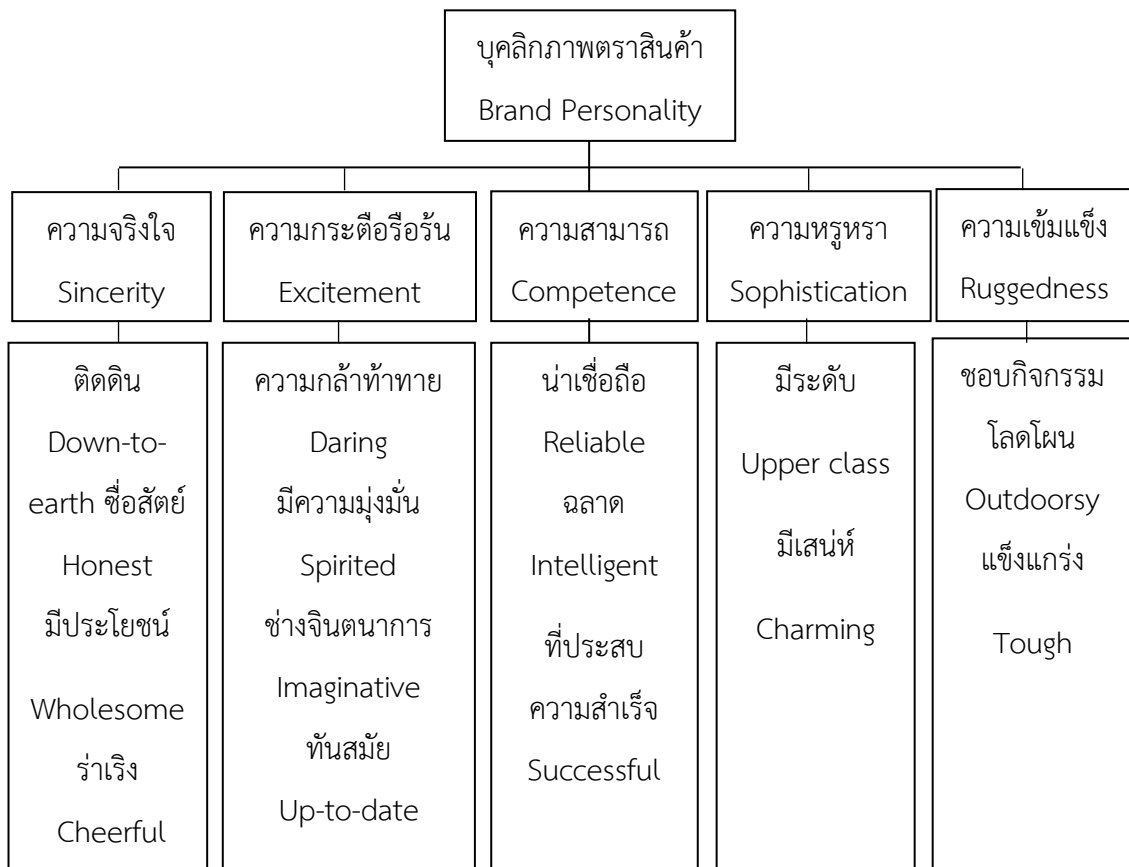 บุคลิกภาพตราสินค้า
Brand Personality
ความจริงใจ
Sincerity
ความกระตือรือร้น
Excitement
ความสามารถ
Competence
ความหรูหรา
Sophistication
ความเข้มแข็ง
Ruggedness
ติดดิน
Down-to-
earth ซื่อสัตย์
Honest
มีประโยชน์
Wholesome
ร่าเริง
Cheerful
ความกล้าท้าทาย
Daring
มีความมุ่งมั่น
Spirited
ช่างจินตนาการ
Imaginative
ทันสมัย
Up-to-date
น่าเชื่อถือ
Reliable
ฉลาด
Intelligent
ที่ประสบ
ความสำเร็จ
Successful
มีระดับ
Upper class
มีเสน่ห์
Charming
ชอบกิจกรรม
โลดโผน
Outdoorsy
แข็งแกร่ง
Tough